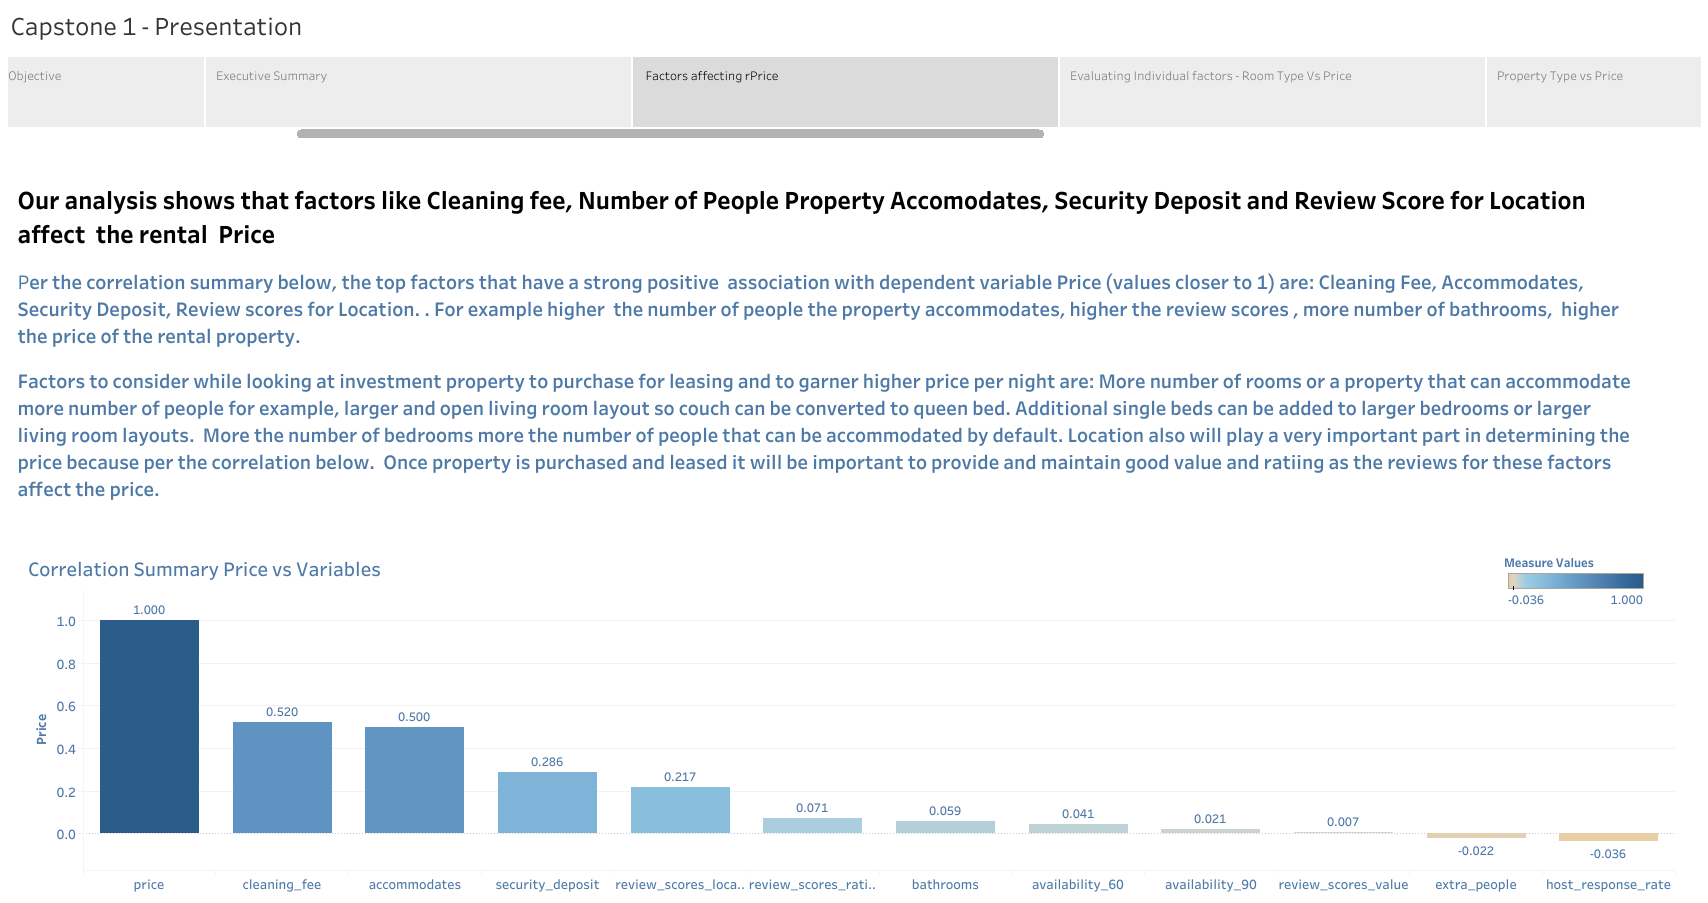 Capstone 1 - Presentation
Objective
Executive Summary
Factors affecting rPrice
Evaluating Individual factors - Room Type Vs Price
Property Type vs Price
Our analysis shows that factors like Cleaning fee, Number of People Property Accomodates, Security Deposit and Review Score for Location
affect  the rental  Price
Per the correlation summary below, the top factors that have a strong positive  association with dependent variable Price (values closer to 1) are: Cleaning Fee, Accommodates,
Security Deposit, Review scores for Location. . For example higher  the number of people the property accommodates, higher the review scores , more number of bathrooms,  higher
the price of the rental property.
Factors to consider while looking at investment property to purchase for leasing and to garner higher price per night are: More number of rooms or a property that can accommodate
more number of people for example, larger and open living room layout so couch can be converted to queen bed. Additional single beds can be added to larger bedrooms or larger
living room layouts.  More the number of bedrooms more the number of people that can be accommodated by default. Location also will play a very important part in determining the
price because per the correlation below.  Once property is purchased and leased it will be important to provide and maintain good value and ratiing as the reviews for these factors
affect the price.
Correlation Summary Price vs Variables
Measure Values
-0.036 1.000
Price
1.0
0.8
0.6
0.4
0.2
0.0
1.000
0.520
0.500
0.286
0.217
0.071
0.059
0.041
0.021
0.007
-0.022
-0.036
price
cleaning_fee
accommodates
security_deposit
review_scores_loca..
review_scores_rati..
bathrooms
availability_60
availability_90
review_scores_value
extra_people
host_response_rate